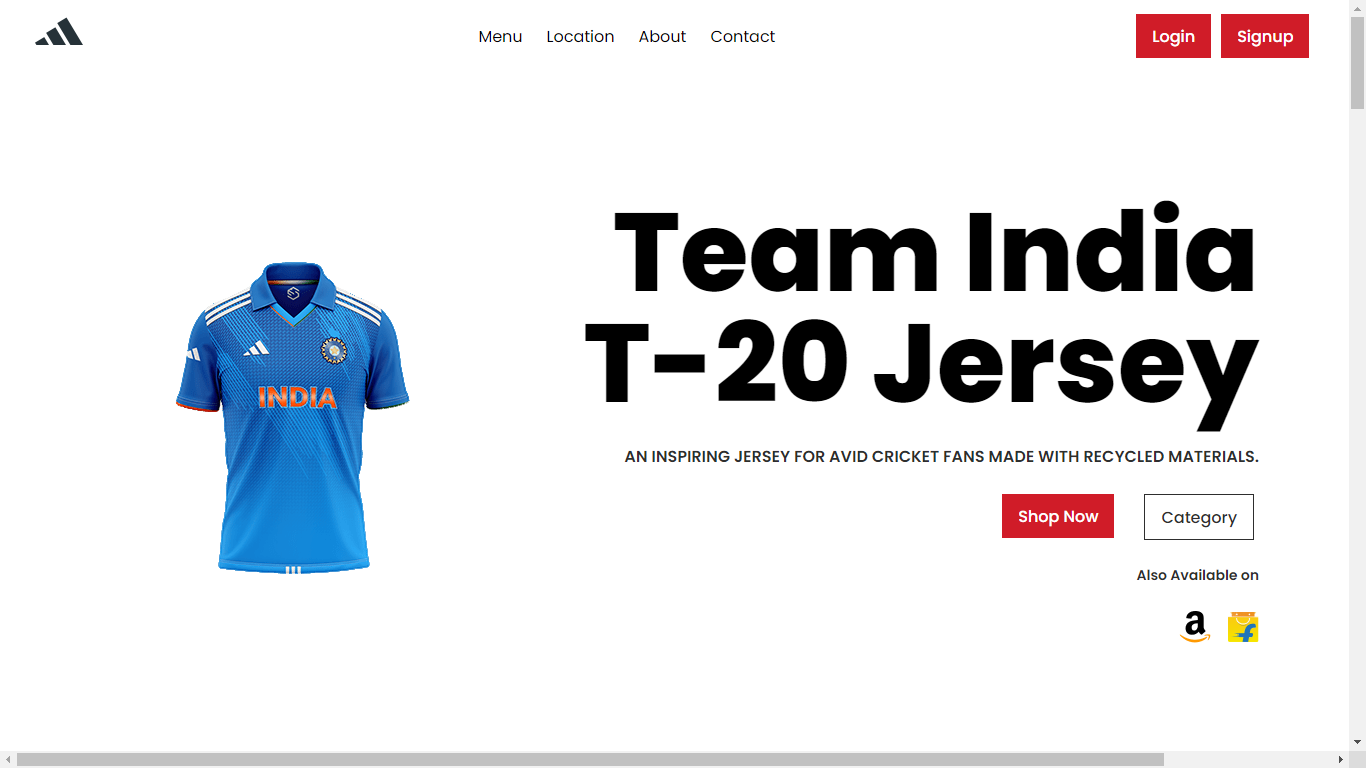 Menu Location About Contact
Login Signup
Team India
T-20 Jersey
INDIA
AN INSPIRING JERSEY FOR AVID CRICKET FANS MADE WITH RECYCLED MATERIALS.
Shop Now Category
Also Available on